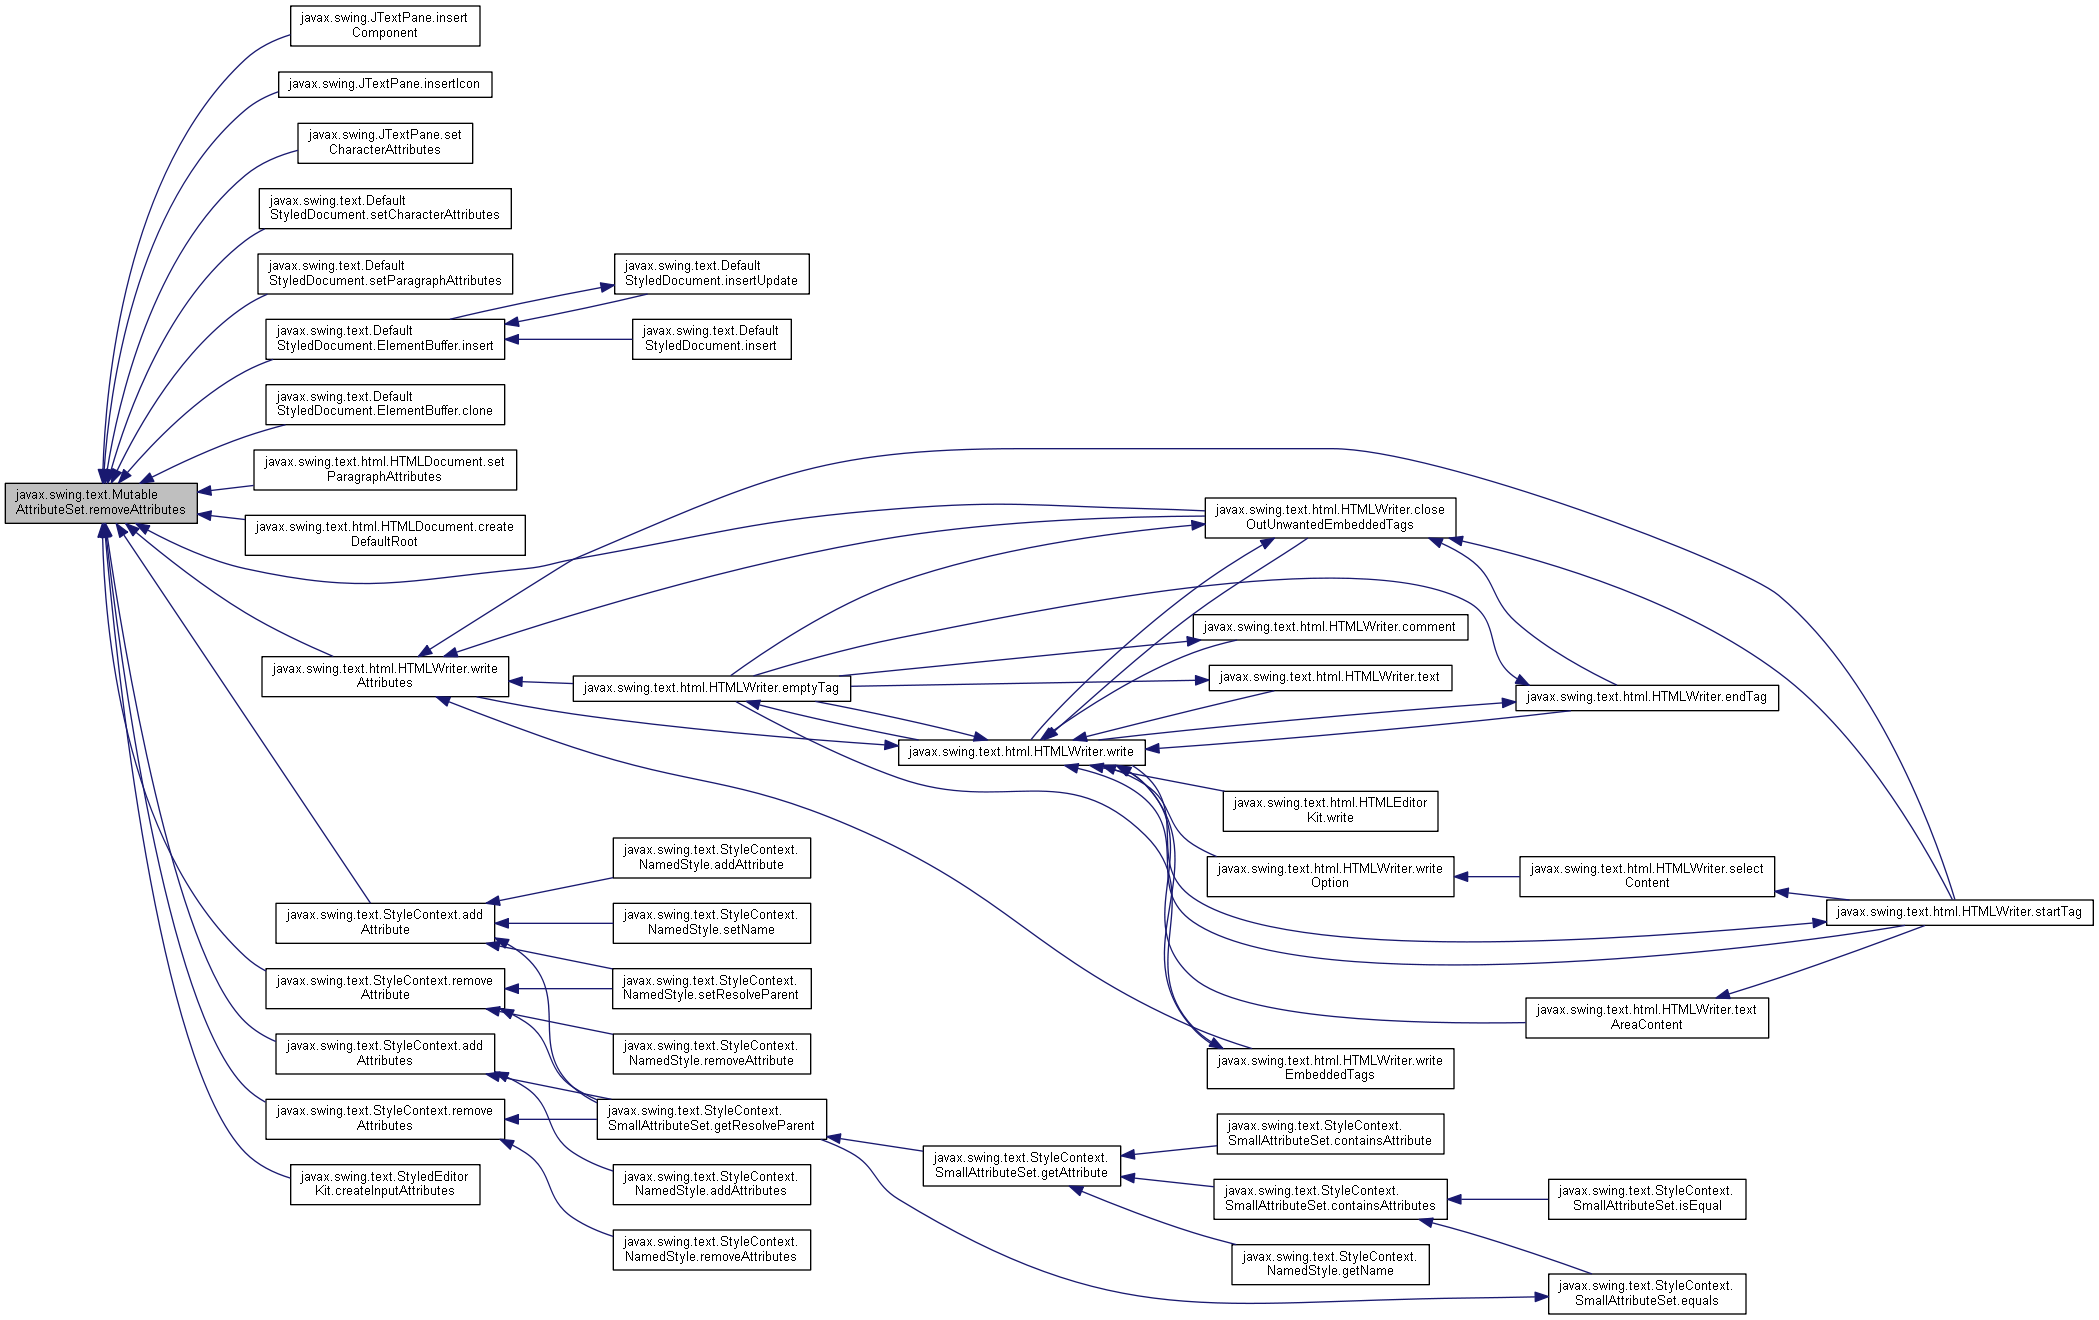 javax.swing.JTextPane.insert
Component
javax.swing.JTextPane.insertIcon
javax.swing.JTextPane.set
CharacterAttributes
javax.swing.text.Default
StyledDocument.setCharacterAttributes
javax.swing.text.Default
StyledDocument.setParagraphAttributes
javax.swing.text.Default
StyledDocument.insertUpdate
javax.swing.text.Default
StyledDocument.ElementBuffer.insert
javax.swing.text.Default
StyledDocument.insert
javax.swing.text.Default
StyledDocument.ElementBuffer.clone
javax.swing.text.html.HTMLDocument.set
ParagraphAttributes
javax.swing.text.Mutable
AttributeSet.removeAttributes
javax.swing.text.html.HTMLDocument.create
DefaultRoot
javax.swing.text.html.HTMLWriter.close
OutUnwantedEmbeddedTags
javax.swing.text.html.HTMLWriter.comment
javax.swing.text.html.HTMLWriter.write
Attributes
javax.swing.text.html.HTMLWriter.emptyTag
javax.swing.text.html.HTMLWriter.text
javax.swing.text.html.HTMLWriter.endTag
javax.swing.text.html.HTMLWriter.write
javax.swing.text.html.HTMLEditor
Kit.write
javax.swing.text.html.HTMLWriter.write
Option
javax.swing.text.html.HTMLWriter.select
Content
javax.swing.text.html.HTMLWriter.startTag
javax.swing.text.html.HTMLWriter.text
AreaContent
javax.swing.text.html.HTMLWriter.write
EmbeddedTags
javax.swing.text.StyleContext.
NamedStyle.addAttribute
javax.swing.text.StyleContext.add
Attribute
javax.swing.text.StyleContext.
NamedStyle.setName
javax.swing.text.StyleContext.remove
Attribute
javax.swing.text.StyleContext.
NamedStyle.setResolveParent
javax.swing.text.StyleContext.add
Attributes
javax.swing.text.StyleContext.
NamedStyle.removeAttribute
javax.swing.text.StyleContext.remove
Attributes
javax.swing.text.StyleContext.
SmallAttributeSet.getResolveParent
javax.swing.text.StyledEditor
Kit.createInputAttributes
javax.swing.text.StyleContext.
NamedStyle.addAttributes
javax.swing.text.StyleContext.
NamedStyle.removeAttributes
javax.swing.text.StyleContext.
SmallAttributeSet.getAttribute
javax.swing.text.StyleContext.
SmallAttributeSet.containsAttribute
javax.swing.text.StyleContext.
SmallAttributeSet.containsAttributes
javax.swing.text.StyleContext.
SmallAttributeSet.isEqual
javax.swing.text.StyleContext.
NamedStyle.getName
javax.swing.text.StyleContext.
SmallAttributeSet.equals